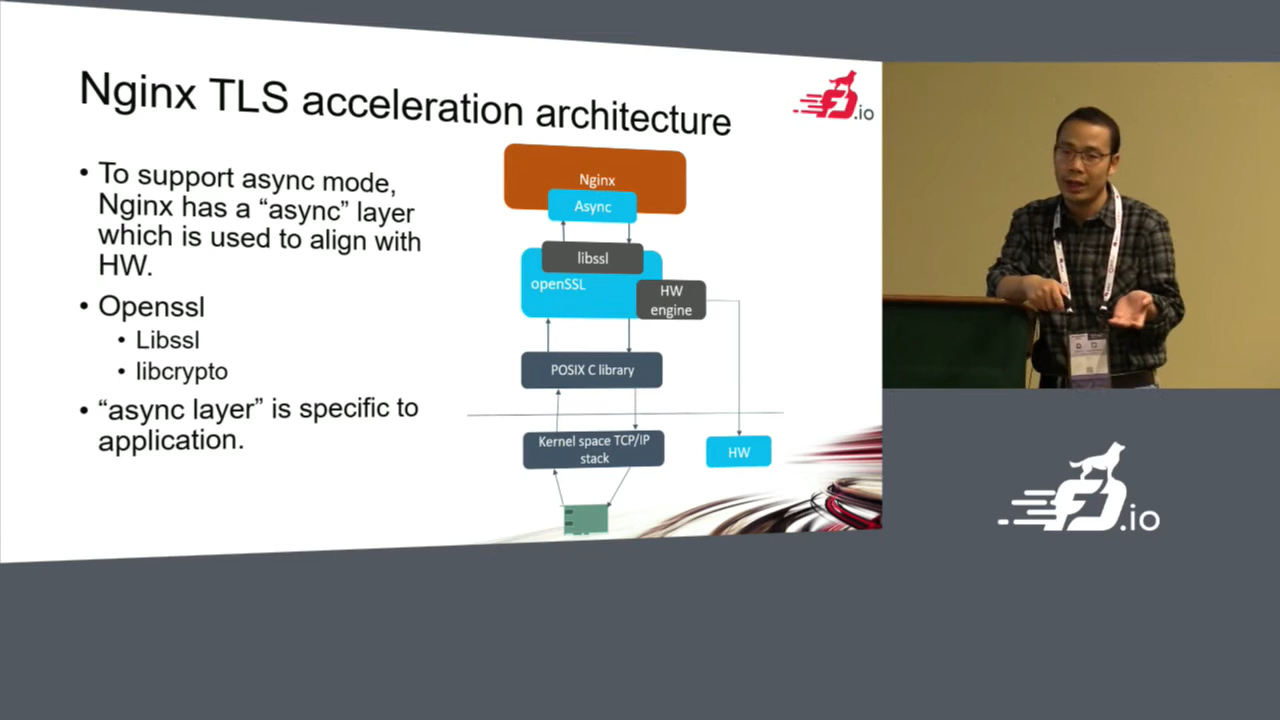 Nginx TLS acceleration architecture
• To support async mode,
Nginx has a “async” layer
which is used to align with
HW.
• Openssl
• Libssl
• libcrypto
• “async layer” is specific to
application.
Nginx
Async
libssl
openSSL
HW
engine
POSIX C library
Kernel space TCP/IP
stack
HW
FD.io
FD.io